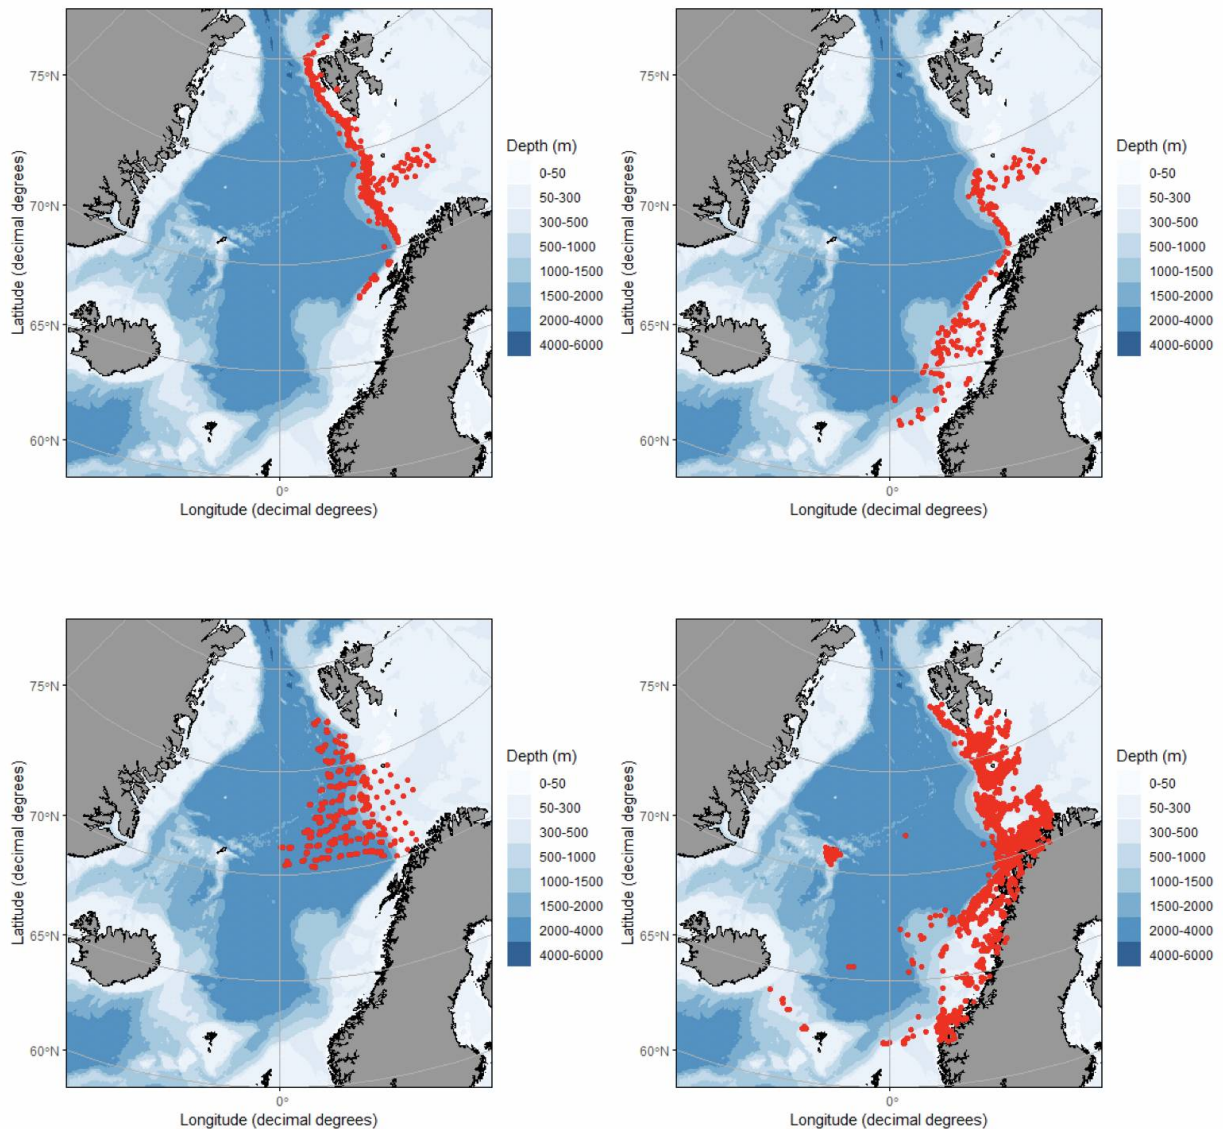 75°N
70°N
65°N
60°N
Latitude (decimal degrees)
0°
Longitude (decimal degrees)
Depth (m)
0-50
50-300
300-500
500-1000
1000-1500
1500-2000
2000-4000
4000-6000
75°N
70°N
65°N
60°N
Latitude (decimal degrees)
0°
Longitude (decimal degrees)
Depth (m)
0-50
50-300
300-500
500-1000
1000-1500
1500-2000
2000-4000
4000-6000
75°N
70°N
65°N
60°N
Latitude (decimal degrees)
0°
Longitude (decimal degrees)
Depth (m)
0-50
50-300
300-500
500-1000
1000-1500
1500-2000
2000-4000
4000-6000
75°N
70°N
65°N
60°N
Latitude (decimal degrees)
0°
Longitude (decimal degrees)
Depth (m)
0-50
50-300
300-500
500-1000
1000-1500
1500-2000
2000-4000
4000-6000